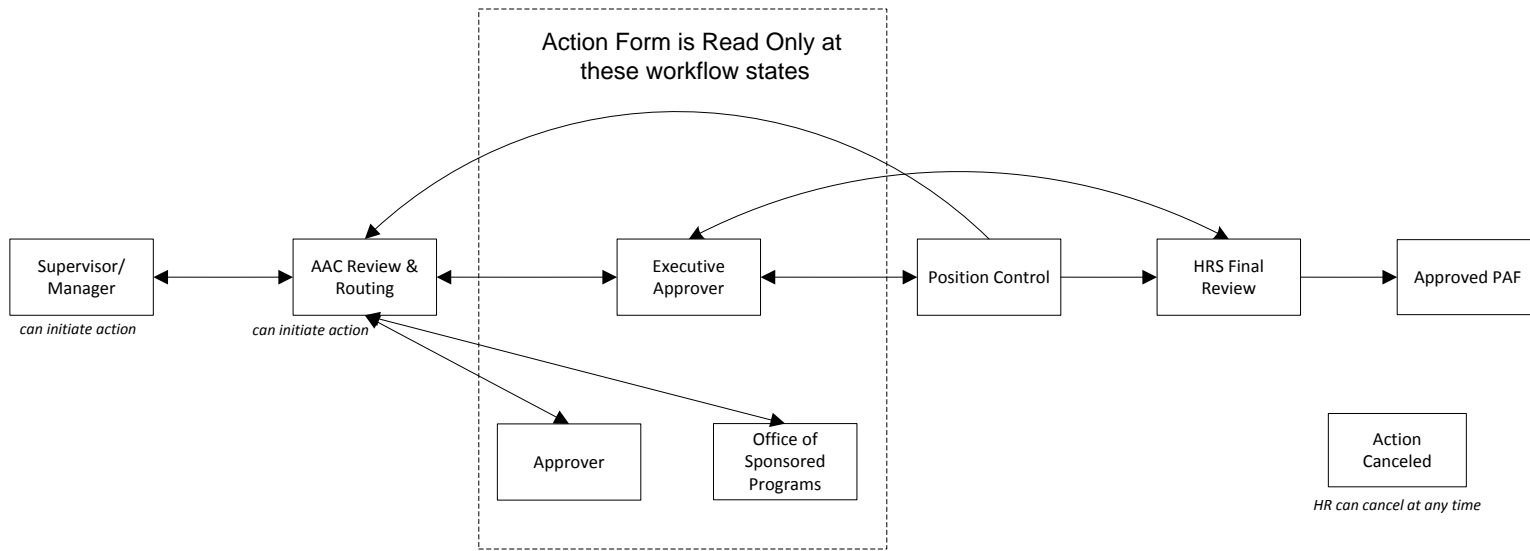 Action Form is Read Only at
these workflow states
Supervisor/
Manager
can initiate action
AAC Review &
Routing
can initiate action
Executive
Approver
Position Control
HRS Final
Review
Approved PAF
Approver
Office of
Sponsored
Programs
Action
Canceled
HR can cancel at any time